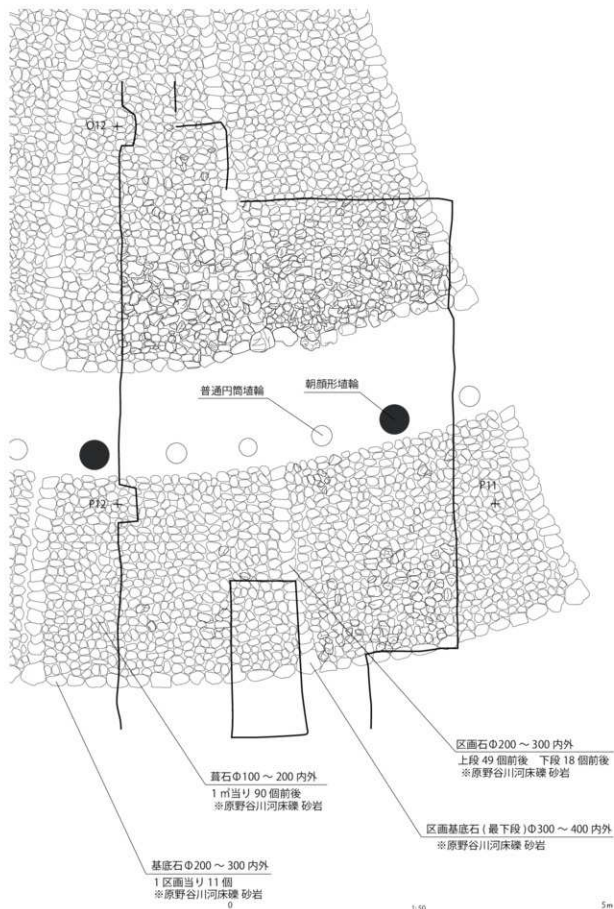 O12
普通円筒埴輪
朝顔形埴輪
P12
P11
区画石Φ200～300内外
上段49個前後　下段18個前後
※原野谷川河床礫 砂岩
葺石Φ100～200内外
1㎡当り90個前後
※原野谷川河床礫 砂岩
区画基底石(最下段)Φ300～400内外
※原野谷川河床礫 砂岩
基底石Φ200～300内外
1区画当り11個
※原野谷川河床礫 砂岩
0
1:50
5m